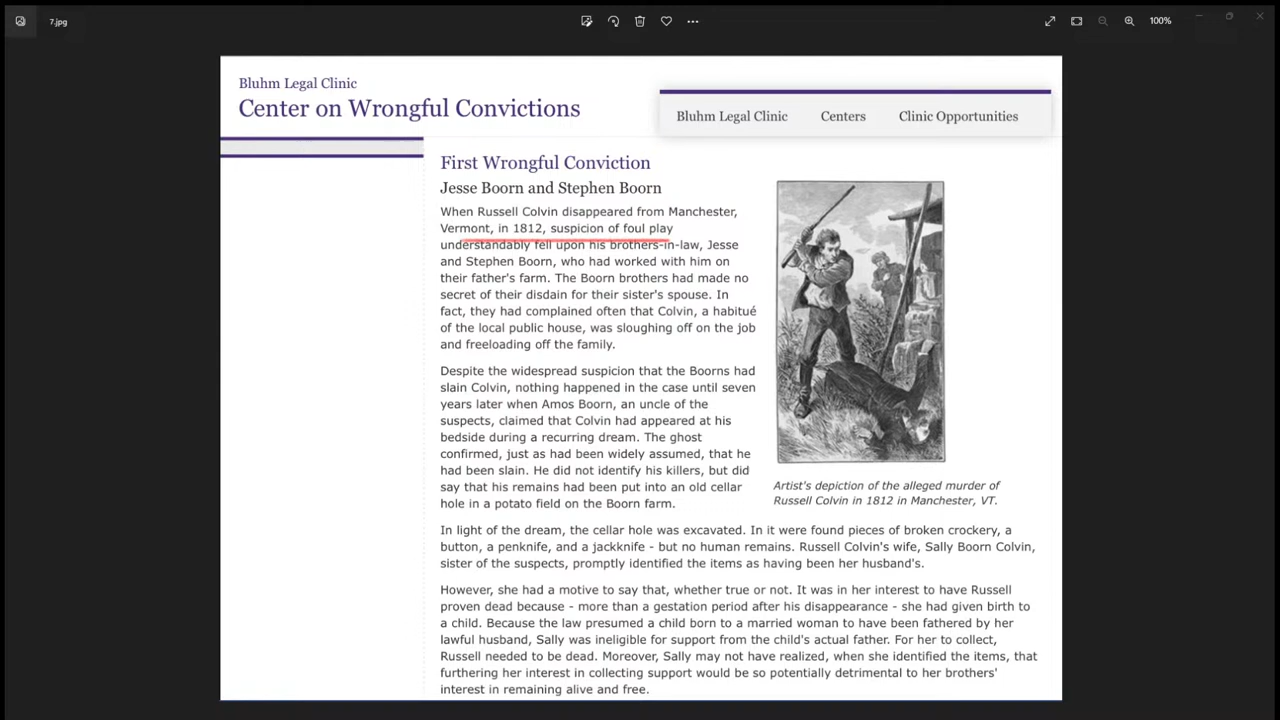 7.jpg
100%
Bluhm Legal Clinic
Center on Wrongful Convictions
Bluhm Legal Clinic Centers Clinic Opportunities
First Wrongful Conviction
Jesse Boorn and Stephen Boorn
When Russell Colvin disappeared from Manchester,
Vermont, in 1812, suspicion of foul play
understandably fell upon his brothers-in-law, Jesse
and Stephen Boorn, who had worked with him on
their father's farm. The Boorn brothers had made no
secret of their disdain for their sister's spouse. In
fact, they had complained often that Colvin, a habitué
of the local public house, was sloughing off on the job
and freeloading off the family.
Despite the widespread suspicion that the Boorns had
slain Colvin, nothing happened in the case until seven
years later when Amos Boorn, an uncle of the
suspects, claimed that Colvin had appeared at his
bedside during a recurring dream. The ghost
confirmed, just as had been widely assumed, that he
had been slain. He did not identify his killers, but did
say that his remains had been put into an old cellar
hole in a potato field on the Boorn farm.
Artist's depiction of the alleged murder of
Russell Colvin in 1812 in Manchester, VT.
In light of the dream, the cellar hole was excavated. In it were found pieces of broken crockery, a
button, a penknife, and a jackknife - but no human remains. Russell Colvin's wife, Sally Boorn Colvin,
sister of the suspects, promptly identified the items as having been her husband's.
However, she had a motive to say that, whether true or not. It was in her interest to have Russell
proven dead because - more than a gestation period after his disappearance - she had given birth to
a child. Because the law presumed a child born to a married woman to have been fathered by her
lawful husband, Sally was ineligible for support from the child's actual father. For her to collect,
Russell needed to be dead. Moreover, Sally may not have realized, when she identified the items, that
furthering her interest in collecting support would be so potentially detrimental to her brothers'
interest in remaining alive and free.